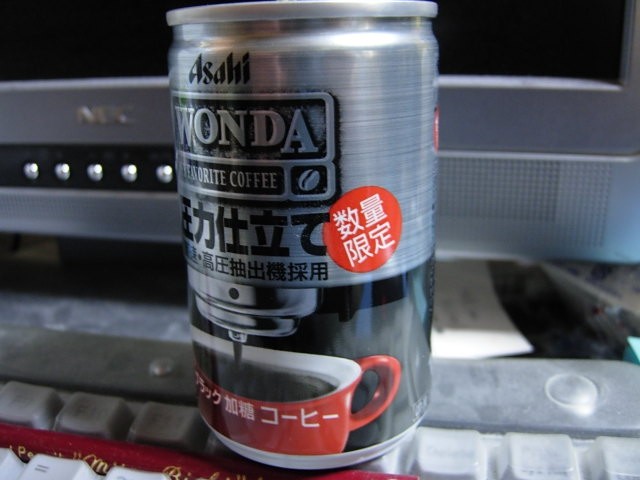 Asahi
WONDA
FAVORITE COFFEE
圧力仕立て
数量
限定
・高圧抽出機採用
ブラック 加糖 コーヒー
NEC